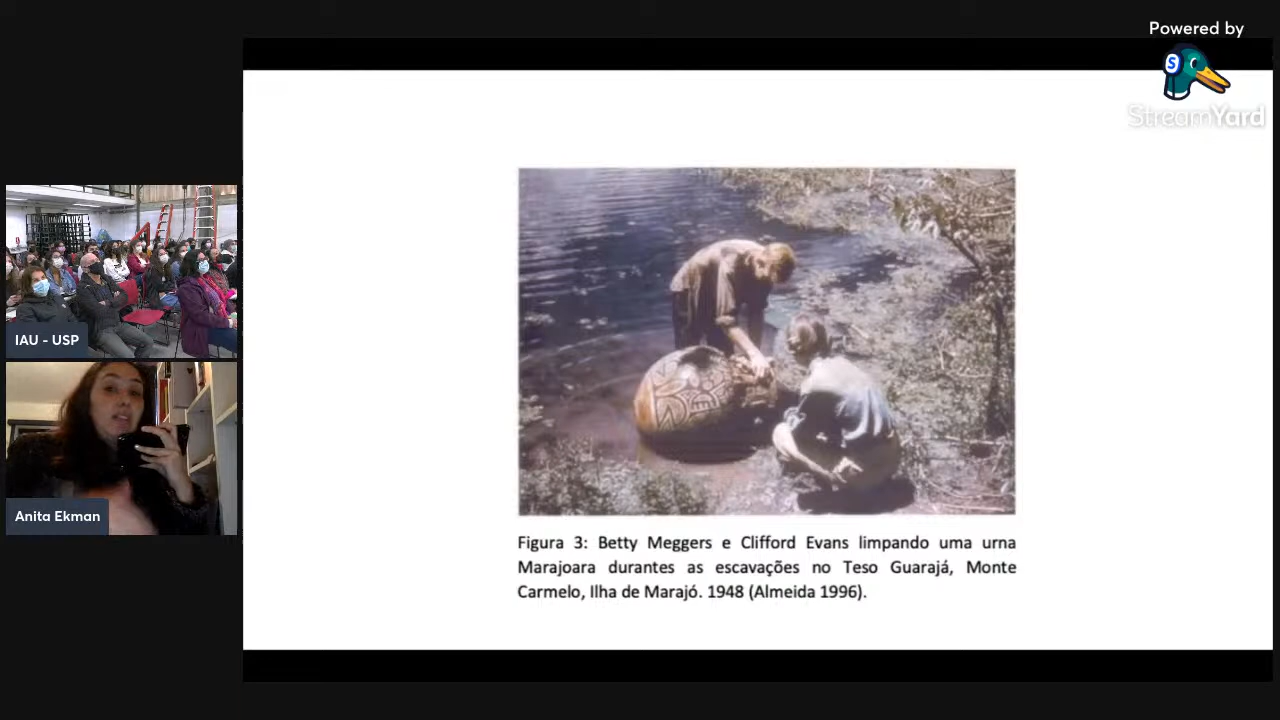 Powered by
S
StreamYard
IAU - USP
Anita Ekman
Figura 3: Betty Meggers e Clifford Evans limpando uma urna
Marajoara durantes as escavações no Teso Guarajá, Monte
Carmelo, Ilha de Marajó. 1948 (Almeida 1996).